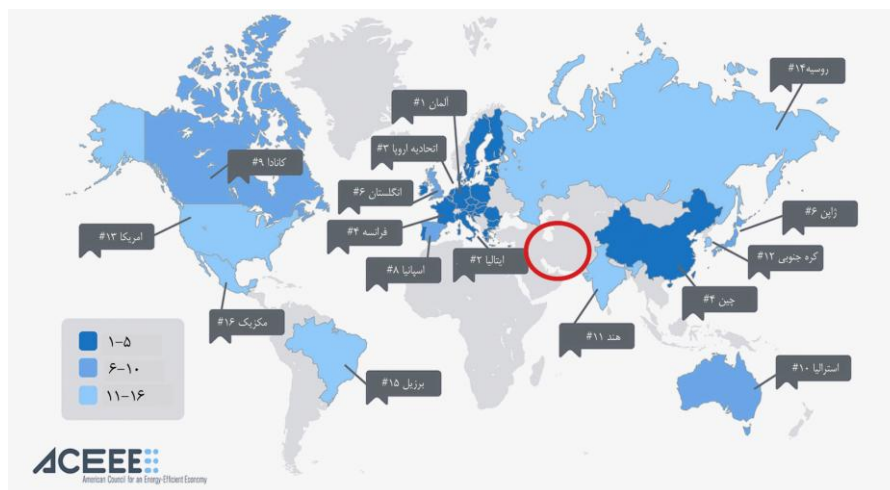 روسیه ۱۴#
آلمان ۱#
اتحادیه اروپا ۳#
کانادا ۹#
انگلستان ۶#
ژاپن ۶#
امریکا ۱۳#
فرانسه ۴#
کره جنوبی ۱۲#
ایتالیا ۲#
اسپانیا ۸#
چین ۴#
مکزیک ۱۶#
هند ۱۱#
۱-۵
۶-۱۰
۱۱-۱۶
استرالیا ۱۰#
برزیل ۱۵#
ACEEE
American Council for an Energy-Efficient Economy